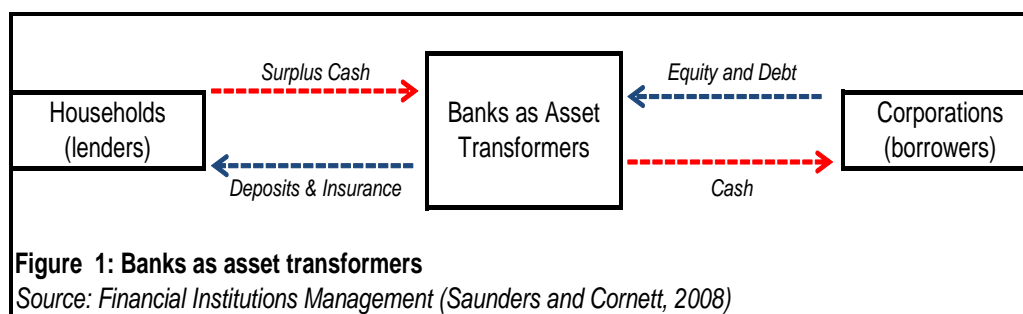 Surplus Cash
Equity and Debt
Households
(lenders)
Banks as Asset
Transformers
Corporations
(borrowers)
Deposits & Insurance
Cash
Figure 1: Banks as asset transformers
Source: Financial Institutions Management (Saunders and Cornett, 2008)